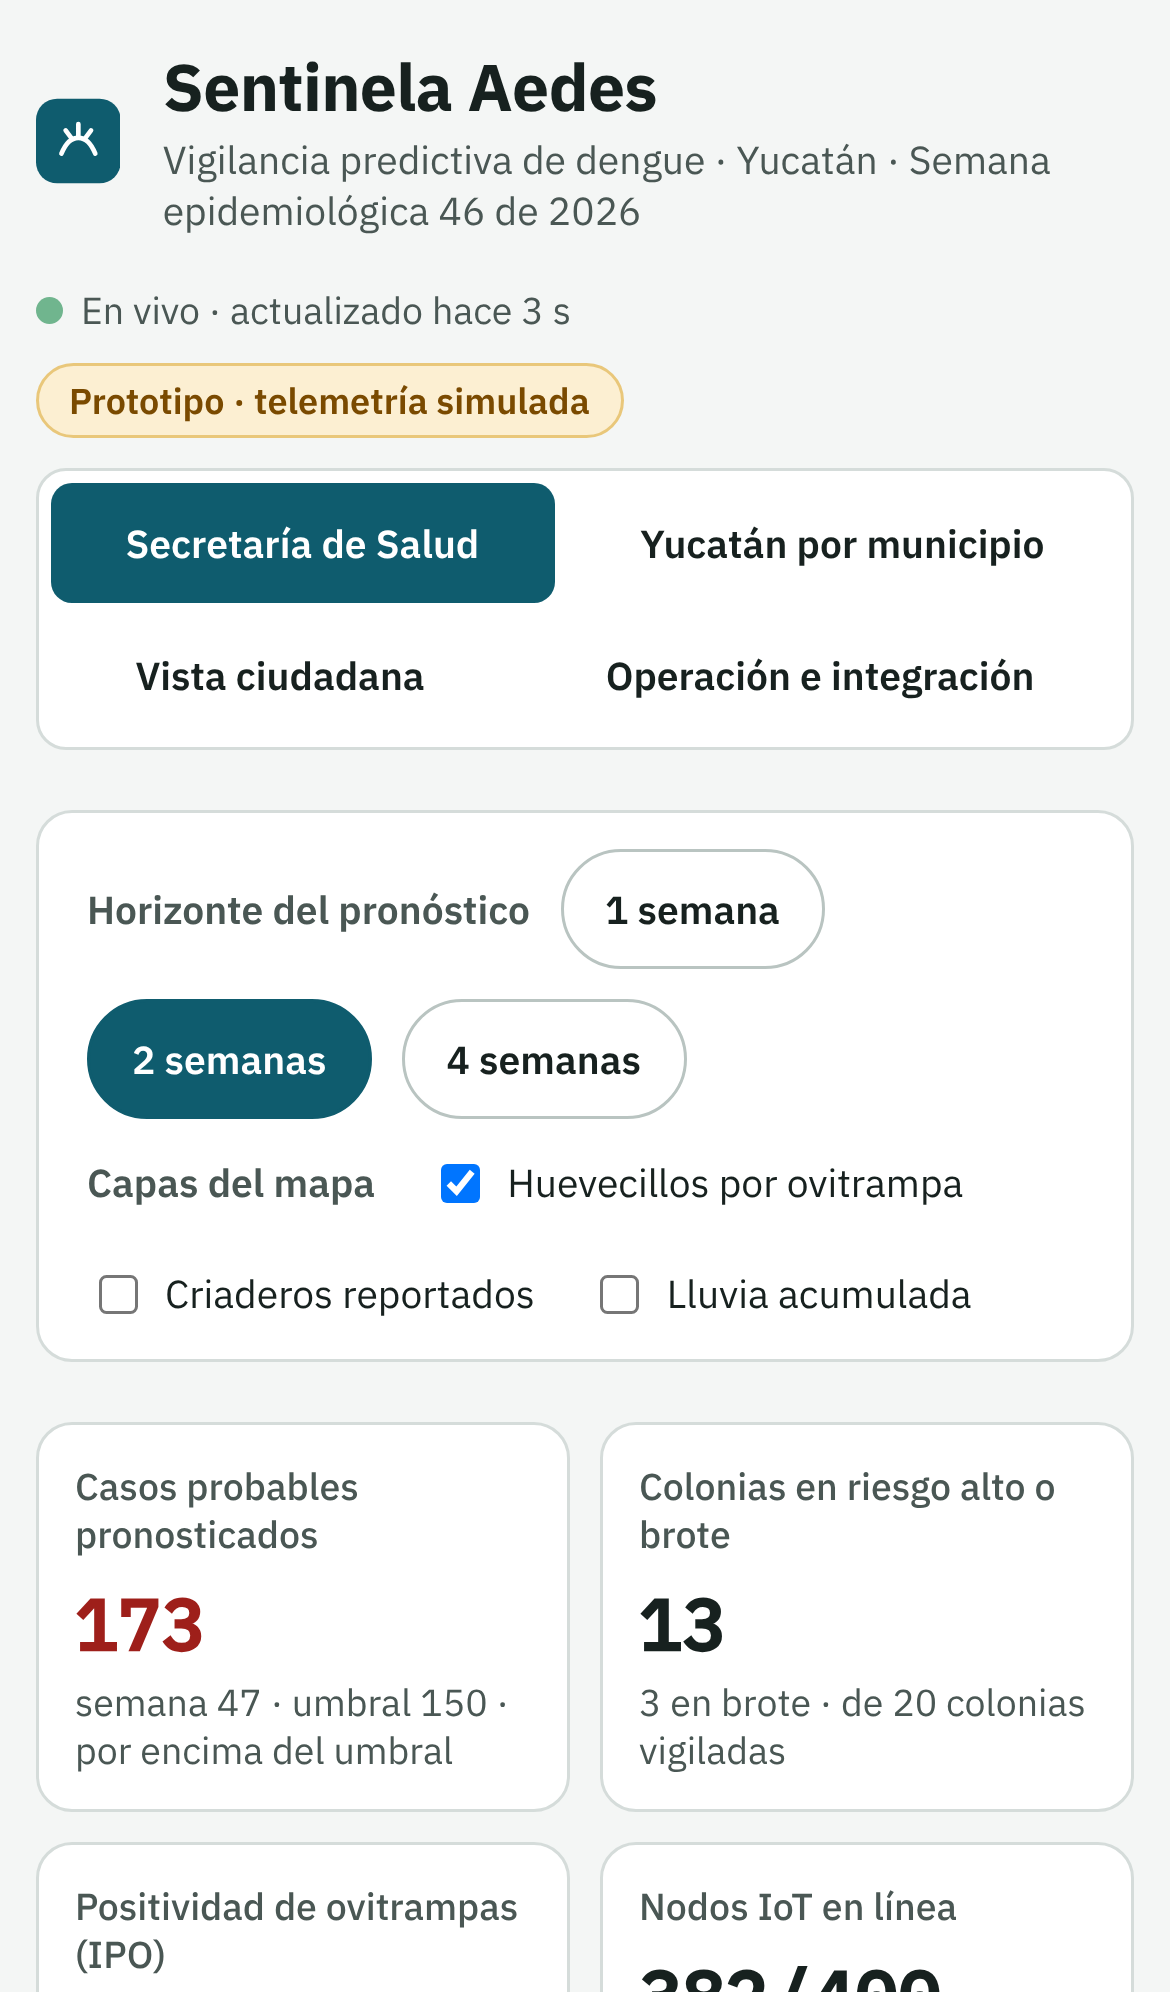 Sentinela Aedes
Vigilancia predictiva de dengue · Yucatán · Semana
epidemiológica 46 de 2026
En vivo · actualizado hace 3 s
Prototipo · telemetría simulada
Secretaría de Salud
Yucatán por municipio
Vista ciudadana
Operación e integración
Horizonte del pronóstico
1 semana
2 semanas
4 semanas
Capas del mapa
Huevecillos por ovitrampa
Criaderos reportados
Lluvia acumulada
Casos probables
pronosticados
173
semana 47 · umbral 150 ·
por encima del umbral
Colonias en riesgo alto o
brote
13
3 en brote · de 20 colonias
vigiladas
Positividad de ovitrampas
(IPO)
Nodos IoT en línea
382/400